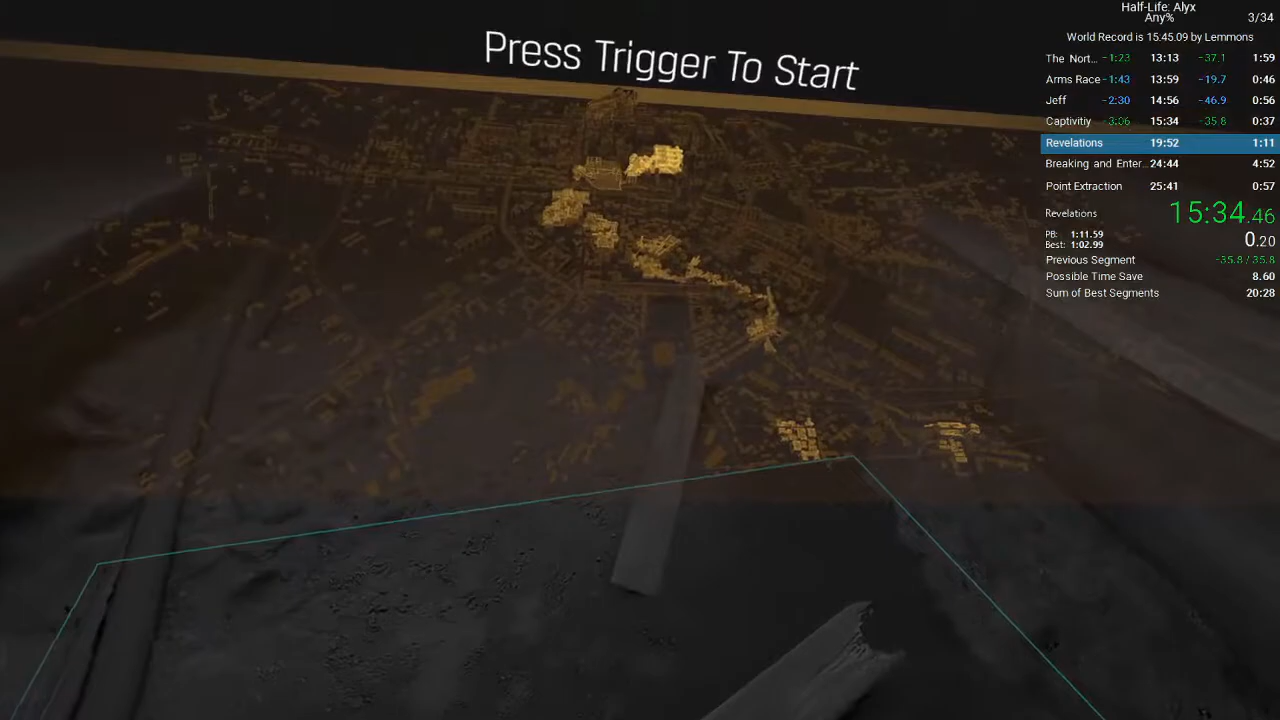 Press Trigger To Start
Half-Life: Alyx
Any%
3/34
World Record is 15.45.09 by Lemmons
The Nort... -1:23 13:13 -37.1 1:59
Arms Race -1:43 13:59 -19.7 0:46
Jeff -2:30 14:56 -46.9 0:56
Captivitiy -3:06 15:34 -35.8 0:37
Revelations 19:52 1:11
Breaking and Enter... 24:44 4:52
Point Extraction 25:41 0:57
Revelations 15:34.46
PB: 1:11.59
Best: 1:02.99
0.20
Previous Segment -35.8 / 35.8
Possible Time Save 8.60
Sum of Best Segments 20:28